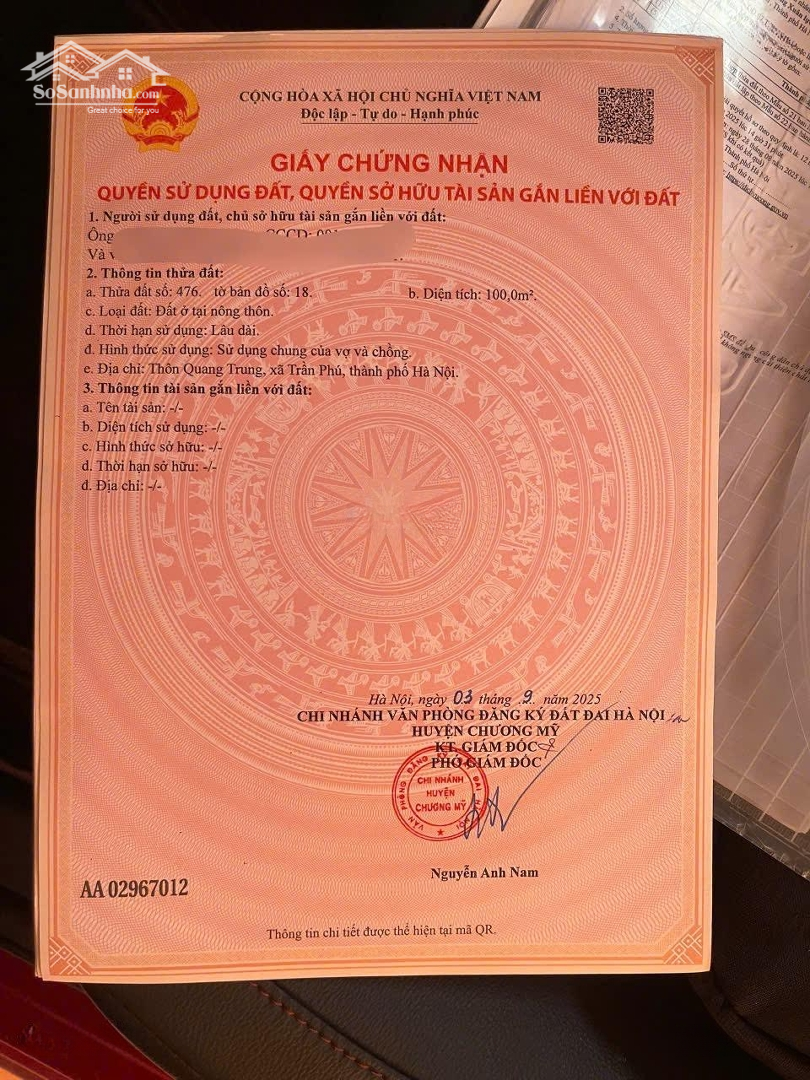 SoSanhnha.com
Great choice for you
CỘNG HÒA XÃ HỘI CHỦ NGHĨA VIỆT NAM
Độc lập - Tự do - Hạnh phúc
GIẤY CHỨNG NHẬN
QUYỀN SỬ DỤNG ĐẤT, QUYỀN SỞ HỮU TÀI SẢN GẮN LIỀN VỚI ĐẤT
1. Người sử dụng đất, chủ sở hữu tài sản gắn liền với đất:
Ông CCCD:
Và
2. Thông tin thửa đất:
a. Thửa đất số: 476. tờ bản đồ số: 18. b. Diện tích: 100,0m².
c. Loại đất: Đất ở tại nông thôn.
d. Thời hạn sử dụng: Lâu dài.
đ. Hình thức sử dụng: Sử dụng chung của vợ và chồng.
e. Địa chỉ: Thôn Quang Trung, xã Trần Phú, thành phố Hà Nội.
3. Thông tin tài sản gắn liền với đất:
a. Tên tài sản: -/-
b. Diện tích sử dụng: -/-
c. Hình thức sở hữu: -/-
d. Thời hạn sở hữu: -/-
đ. Địa chỉ: -/-
Hà Nội, ngày 03 tháng 9 năm 2025
CHI NHÁNH VĂN PHÒNG ĐĂNG KÝ ĐẤT ĐAI HÀ NỘI
HUYỆN CHƯƠNG MỸ
KT.GIÁM ĐỐC
PHÓ GIÁM ĐỐC
VĂN PHÒNG ĐĂNG KÝ ĐẤT ĐAI HÀ NỘI
CHI NHÁNH
HUYỆN
CHƯƠNG MỸ
Nguyễn Anh Nam
AA 02967012
Thông tin chi tiết được thể hiện tại mã QR.